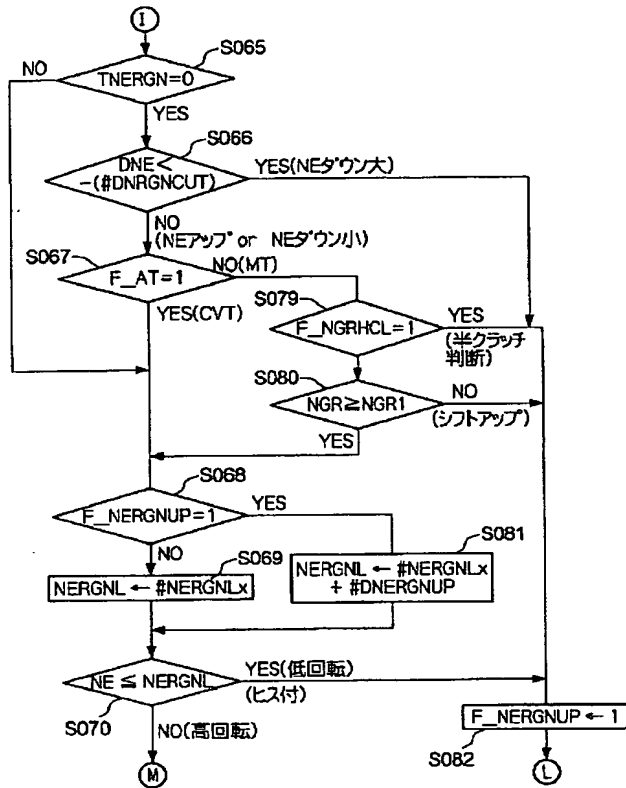 I
S065
NO
TNERGN=0
YES
S066
DNE<
-(#DNRGNCUT)
YES(NEダウン大)
NO
(NEアップ or NEダウン小)
S067
F_AT=1
NO(MT)
YES(CVT)
S079
F_NGRHCL=1
YES
(半クラッチ
判断)
S080
NGR≧NGR1
NO
(シフトアップ)
YES
S068
F_NERGNUP=1
YES
NO
S069
NERGNL ← #NERGNLx
S081
NERGNL ← #NERGNLx
+ #DNERGNUP
NE ≦ NERGNL
YES(低回転)
(ヒス付)
S070
NO(高回転)
F_NERGNUP ← 1
S082
M
L